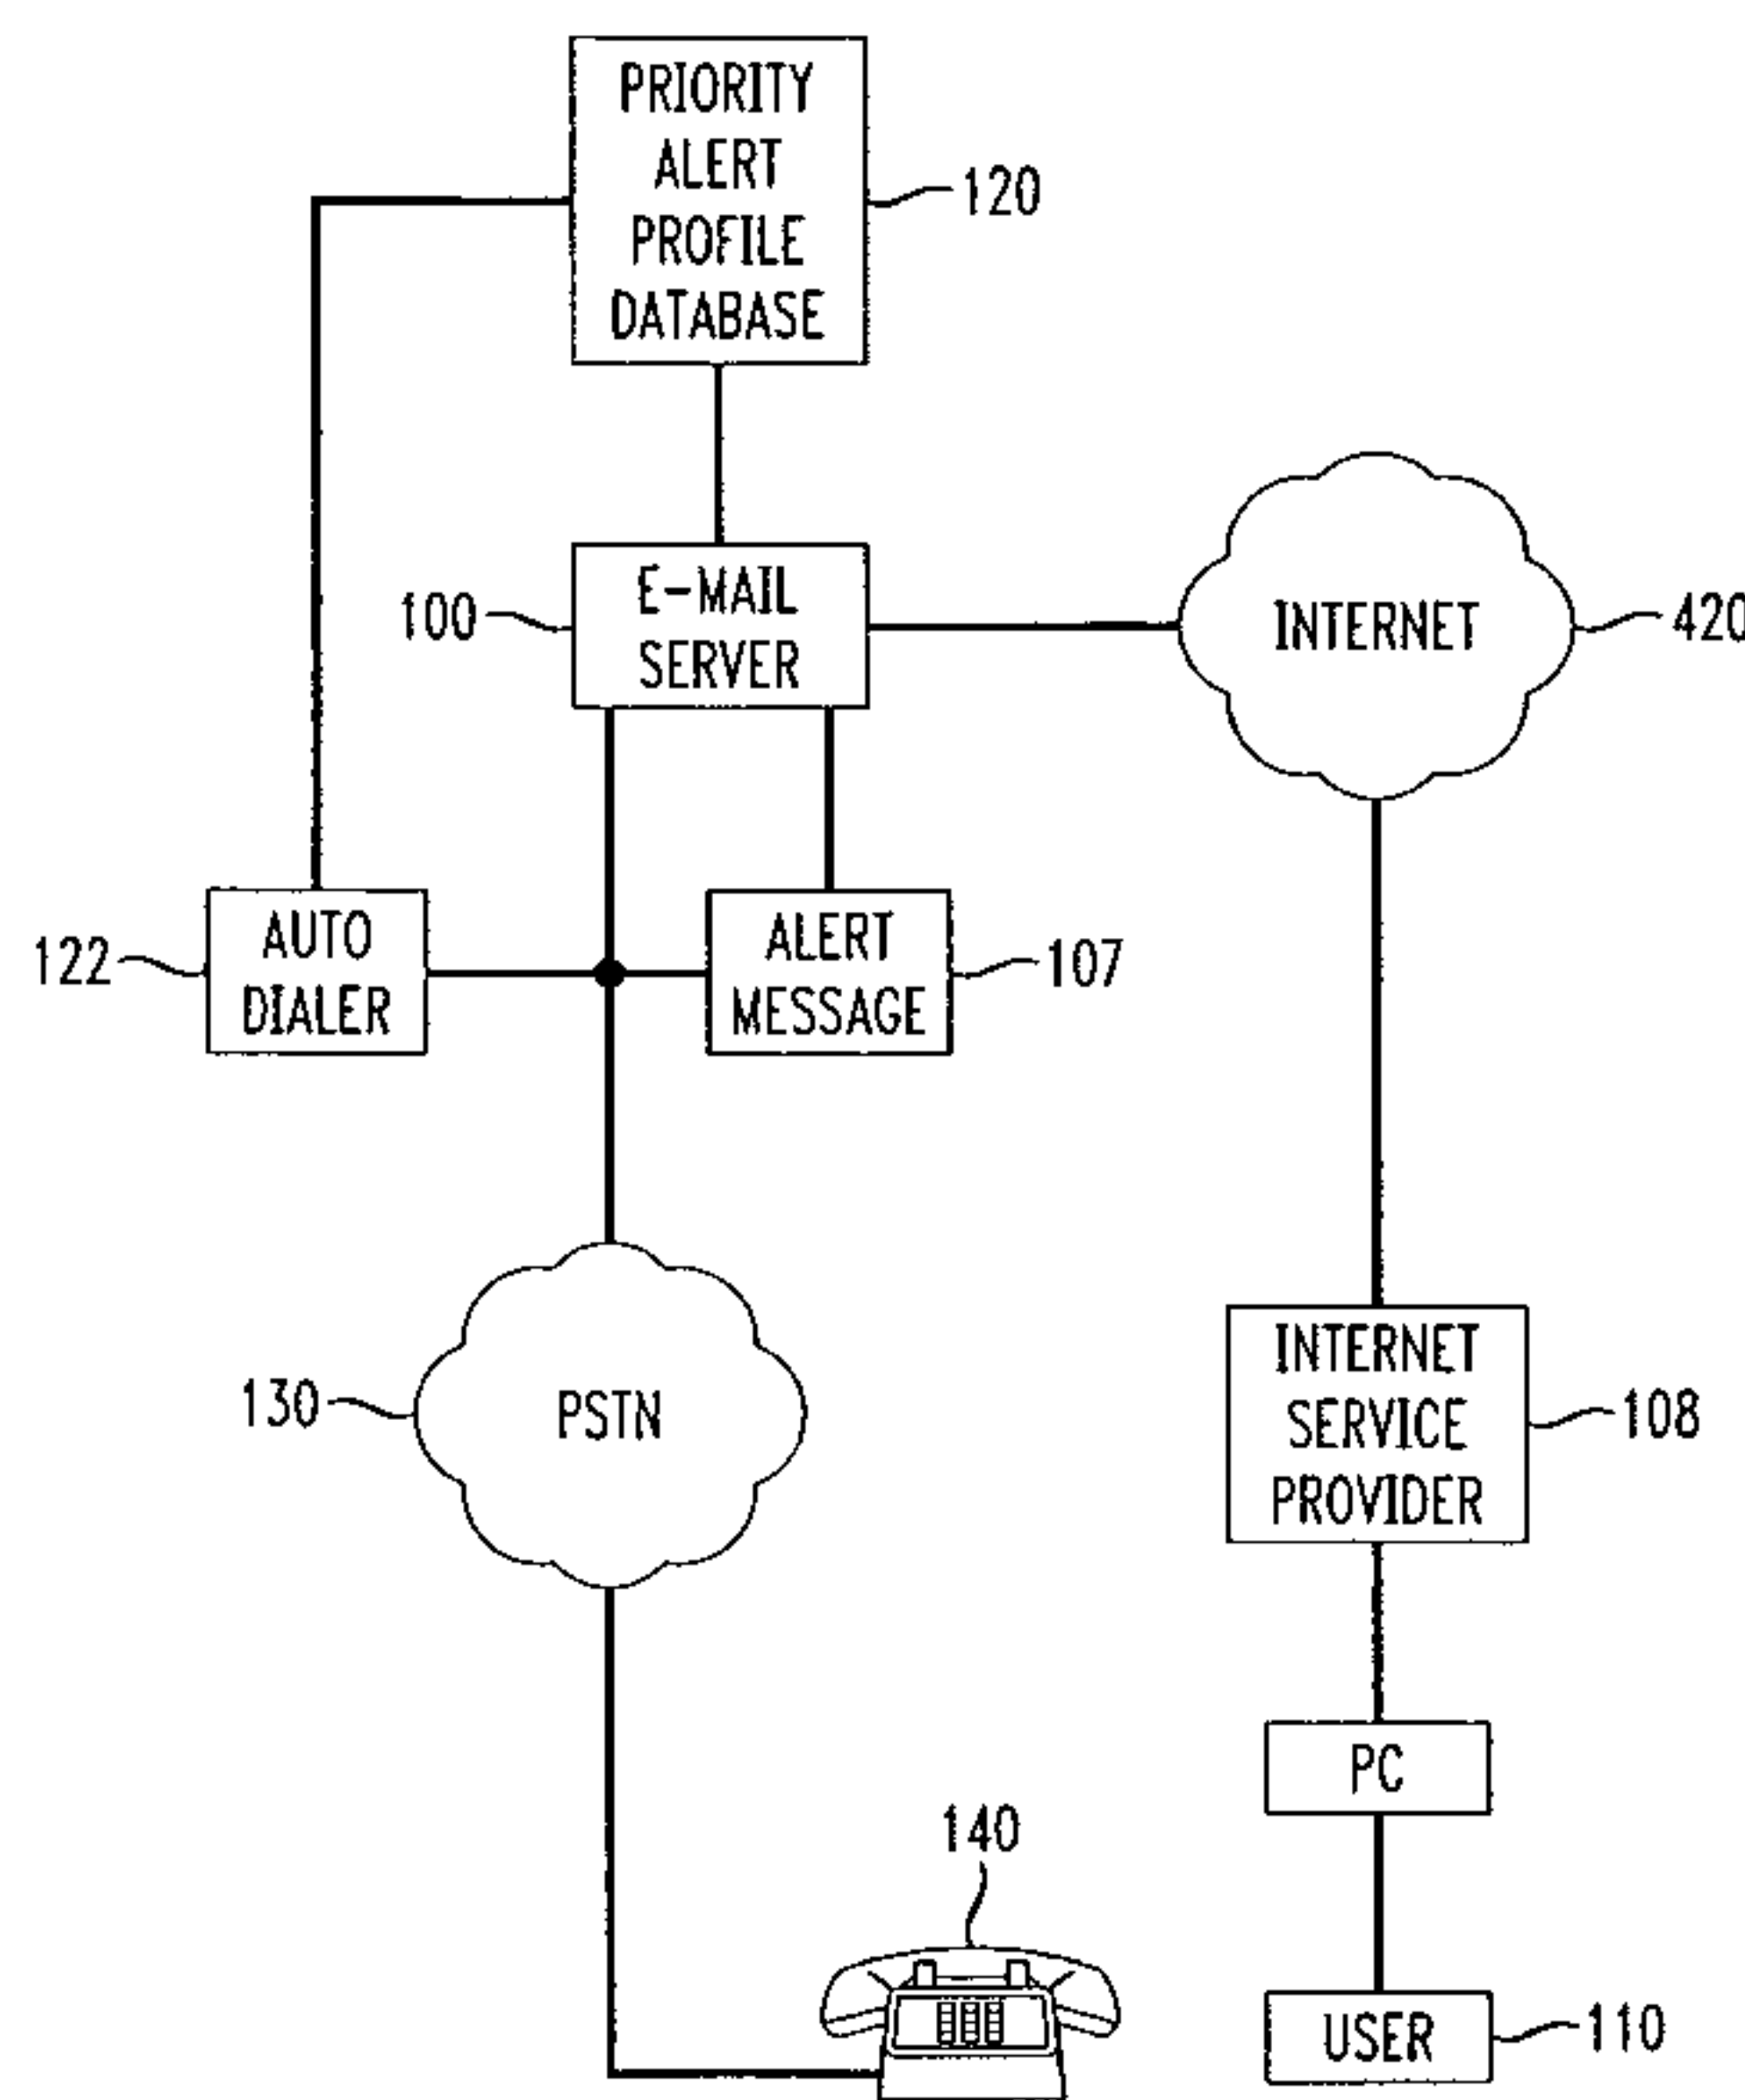 PRIORITY
ALERT
PROFILE
DATABASE
120
E-MAIL
SERVER
100
INTERNET
420
AUTO
DIALER
122
ALERT
MESSAGE
107
PSTN
130
INTERNET
SERVICE
PROVIDER
108
PC
140
USER
110